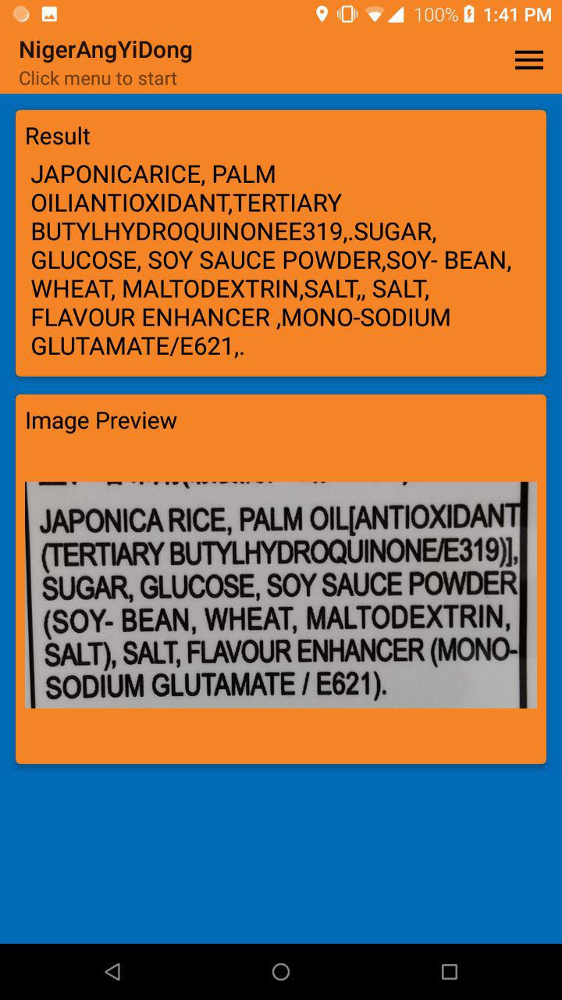 100% 1:41 PM
NigerAngYiDong
Click menu to start
Result
JAPONICARICE, PALM
OILIANTIOXIDANT,TERTIARY
BUTYLHYDROQUINONEE319,.SUGAR,
GLUCOSE, SOY SAUCE POWDER,SOY- BEAN,
WHEAT, MALTODEXTRIN,SALT,, SALT,
FLAVOUR ENHANCER ,MONO-SODIUM
GLUTAMATE/E621,.
Image Preview
JAPONICA RICE, PALM OIL[ANTIOXIDANT
(TERTIARY BUTYLHYDROQUINONE/E319)],
SUGAR, GLUCOSE, SOY SAUCE POWDER
(SOY- BEAN, WHEAT, MALTODEXTRIN,
SALT), SALT, FLAVOUR ENHANCER (MONO-
SODIUM GLUTAMATE / E621).